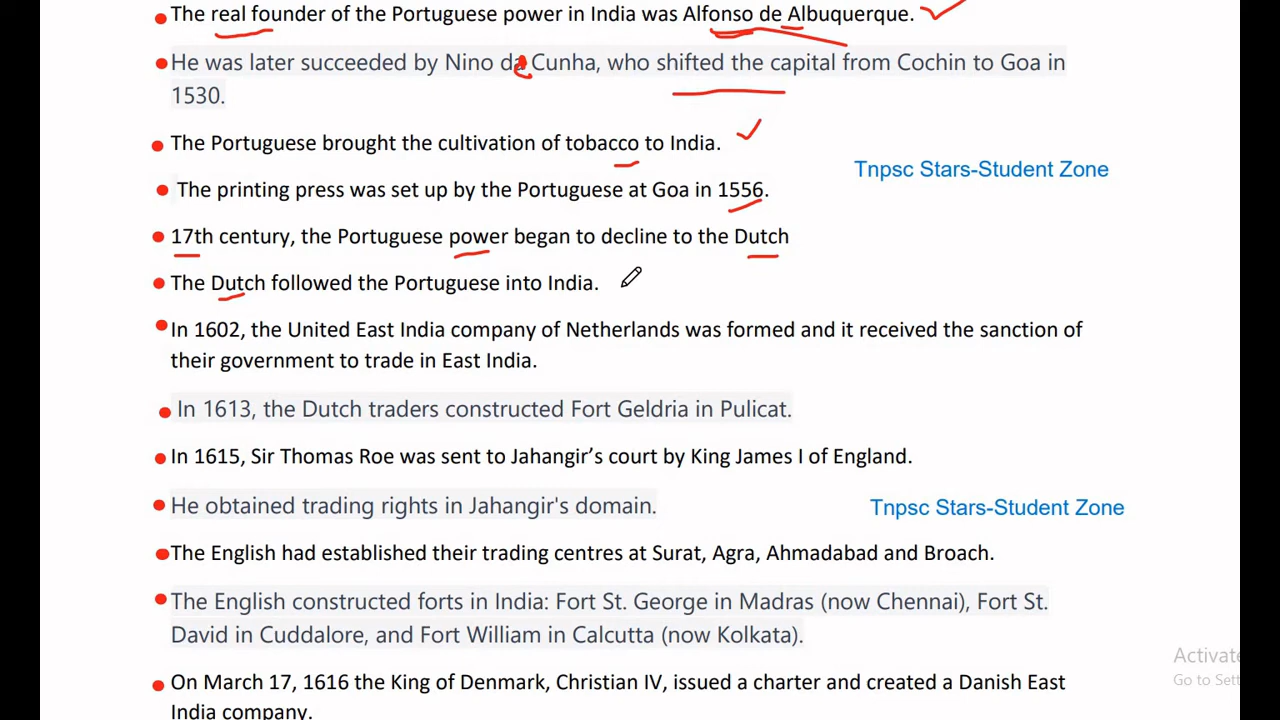 The real founder of the Portuguese power in India was Alfonso de Albuquerque.
He was later succeeded by Nino da Cunha, who shifted the capital from Cochin to Goa in
1530.
The Portuguese brought the cultivation of tobacco to India.
Tnpsc Stars-Student Zone
The printing press was set up by the Portuguese at Goa in 1556.
17th century, the Portuguese power began to decline to the Dutch
The Dutch followed the Portuguese into India.
In 1602, the United East India company of Netherlands was formed and it received the sanction of
their government to trade in East India.
In 1613, the Dutch traders constructed Fort Geldria in Pulicat.
In 1615, Sir Thomas Roe was sent to Jahangir’s court by King James I of England.
He obtained trading rights in Jahangir's domain.
Tnpsc Stars-Student Zone
The English had established their trading centres at Surat, Agra, Ahmadabad and Broach.
The English constructed forts in India: Fort St. George in Madras (now Chennai), Fort St.
David in Cuddalore, and Fort William in Calcutta (now Kolkata).
Activate
Go to Sett
On March 17, 1616 the King of Denmark, Christian IV, issued a charter and created a Danish East
India company.